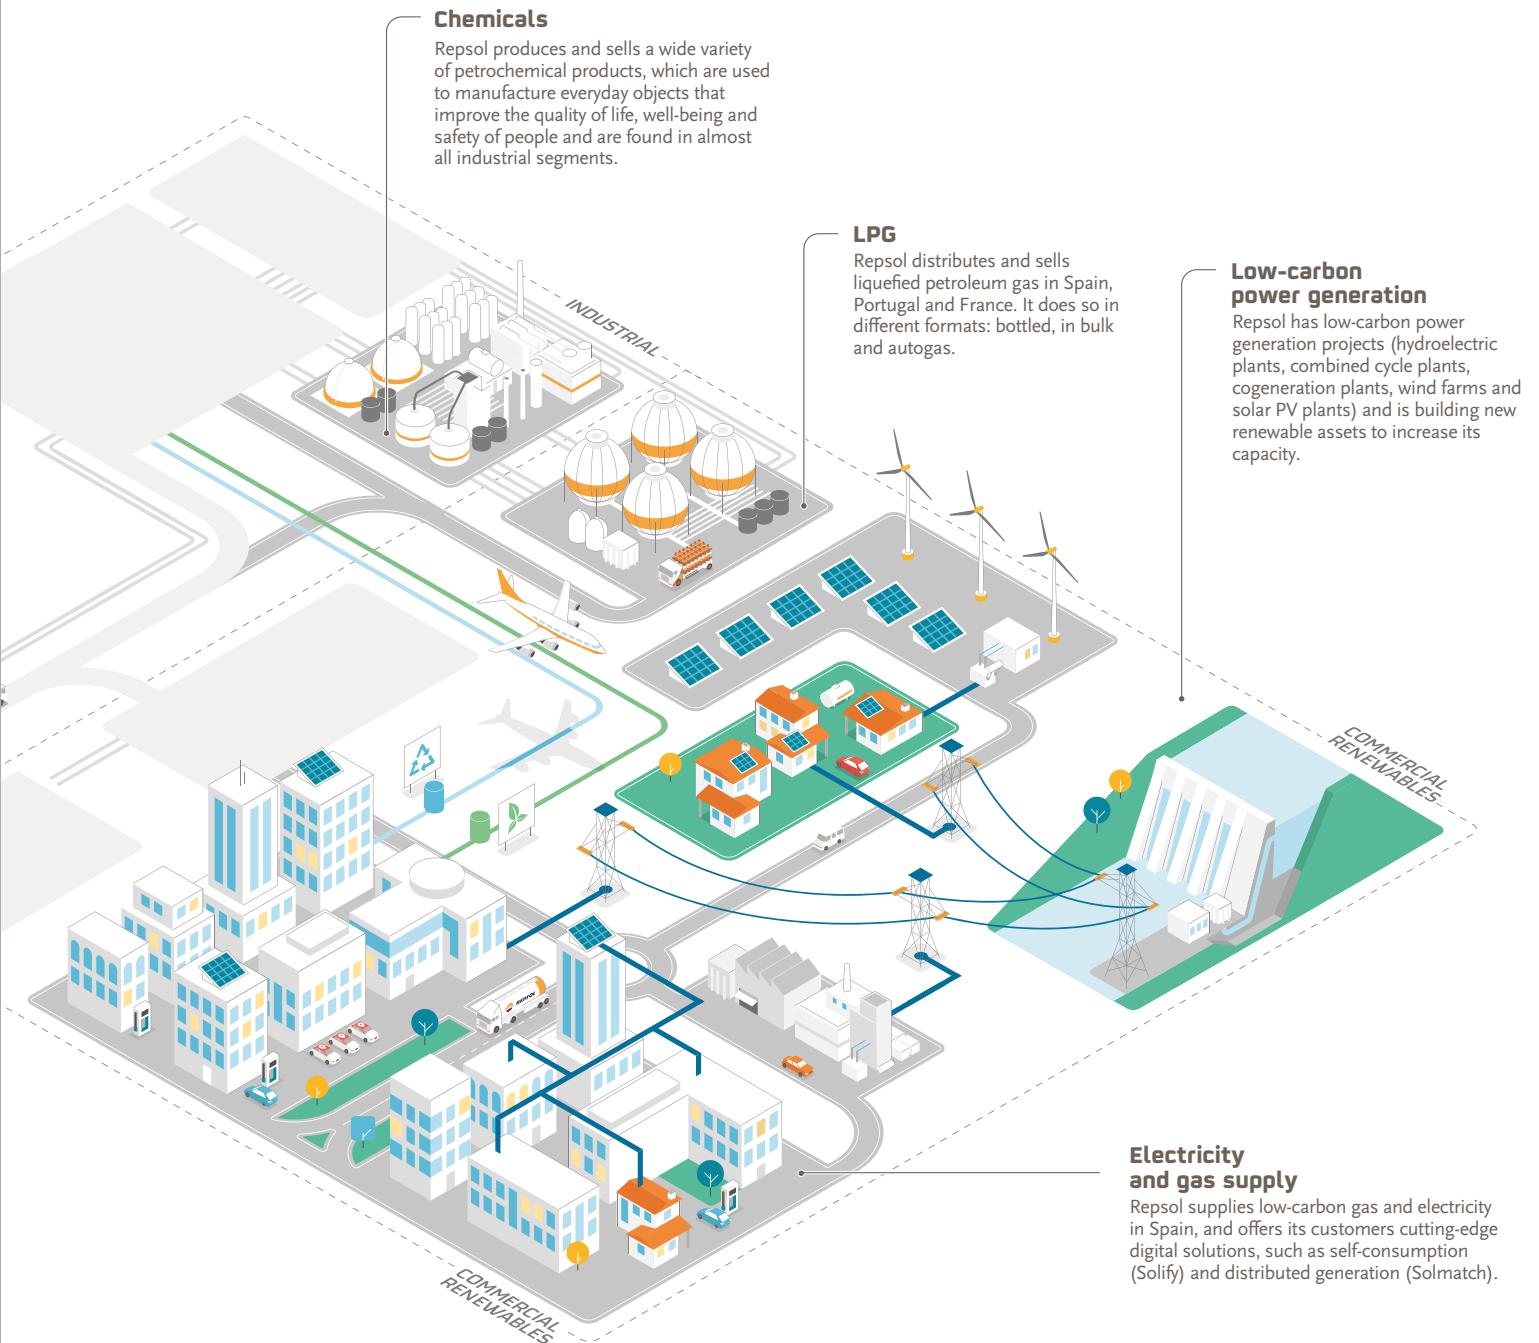 Chemicals
Repsol produces and sells a wide variety
of petrochemical products, which are used
to manufacture everyday objects that
improve the quality of life, well-being and
safety of people and are found in almost
all industrial segments.
LPG
Repsol distributes and sells
liquefied petroleum gas in Spain,
Portugal and France. It does so in
different formats: bottled, in bulk
and autogas.
Low-carbon
power generation
Repsol has low-carbon power
generation projects (hydroelectric
plants, combined cycle plants,
cogeneration plants, wind farms and
solar PV plants) and is building new
renewable assets to increase its
capacity.
INDUSTRIAL
COMMERCIAL
RENEWABLES
REPSOL
Electricity
and gas supply
Repsol supplies low-carbon gas and electricity
in Spain, and offers its customers cutting-edge
digital solutions, such as self-consumption
(Solify) and distributed generation (Solmatch).
COMMERCIAL
RENEWABLES